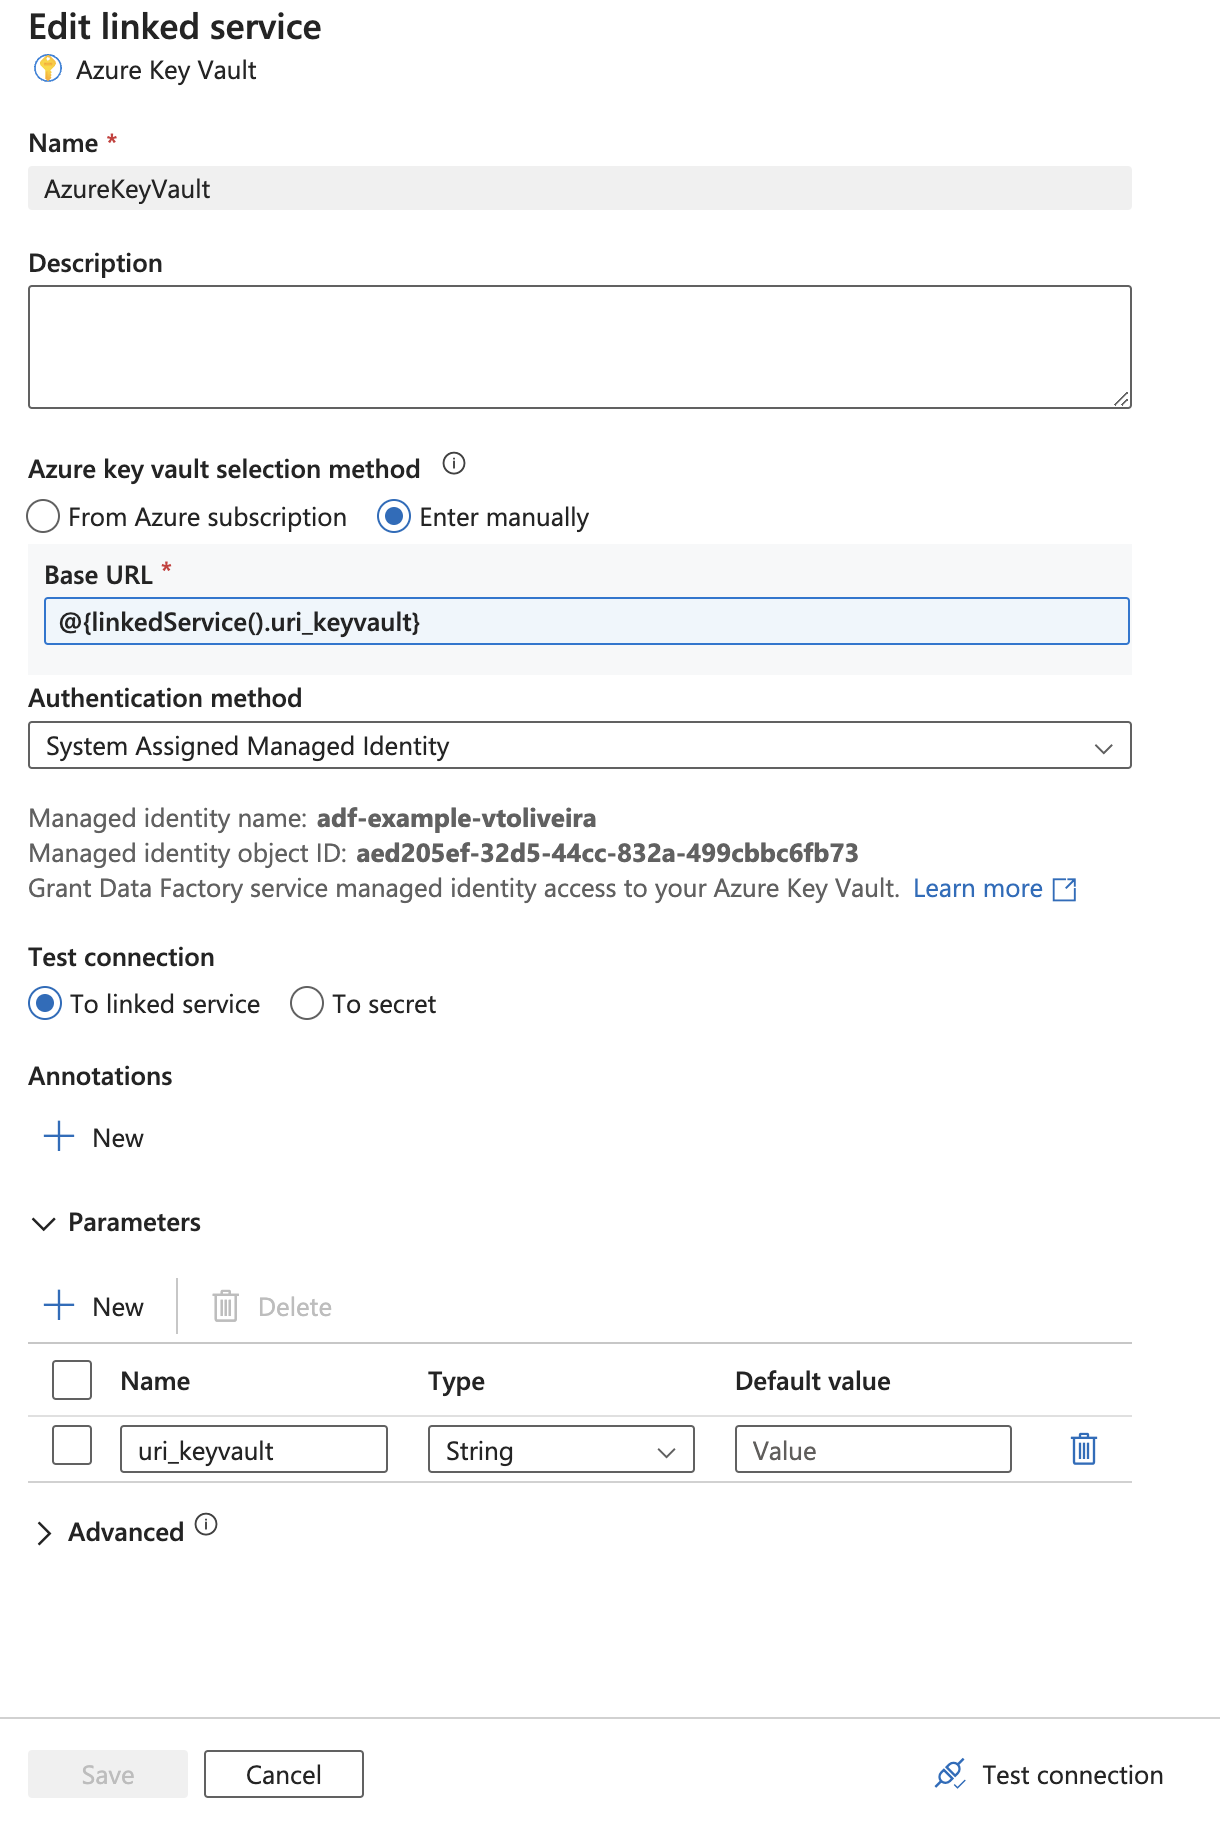 Edit linked service
Azure Key Vault
Name *
AzureKeyVault
Description
Azure key vault selection method
From Azure subscription Enter manually
Base URL *
@{linkedService().uri_keyvault}
Authentication method
System Assigned Managed Identity
Managed identity name: adf-example-vtoliveira
Managed identity object ID: aed205ef-32d5-44cc-832a-499cbbc6fb73
Grant Data Factory service managed identity access to your Azure Key Vault. Learn more
Test connection
To linked service To secret
Annotations
New
Parameters
New Delete
Name Type Default value
uri_keyvault String Value
Advanced
Save Cancel Test connection